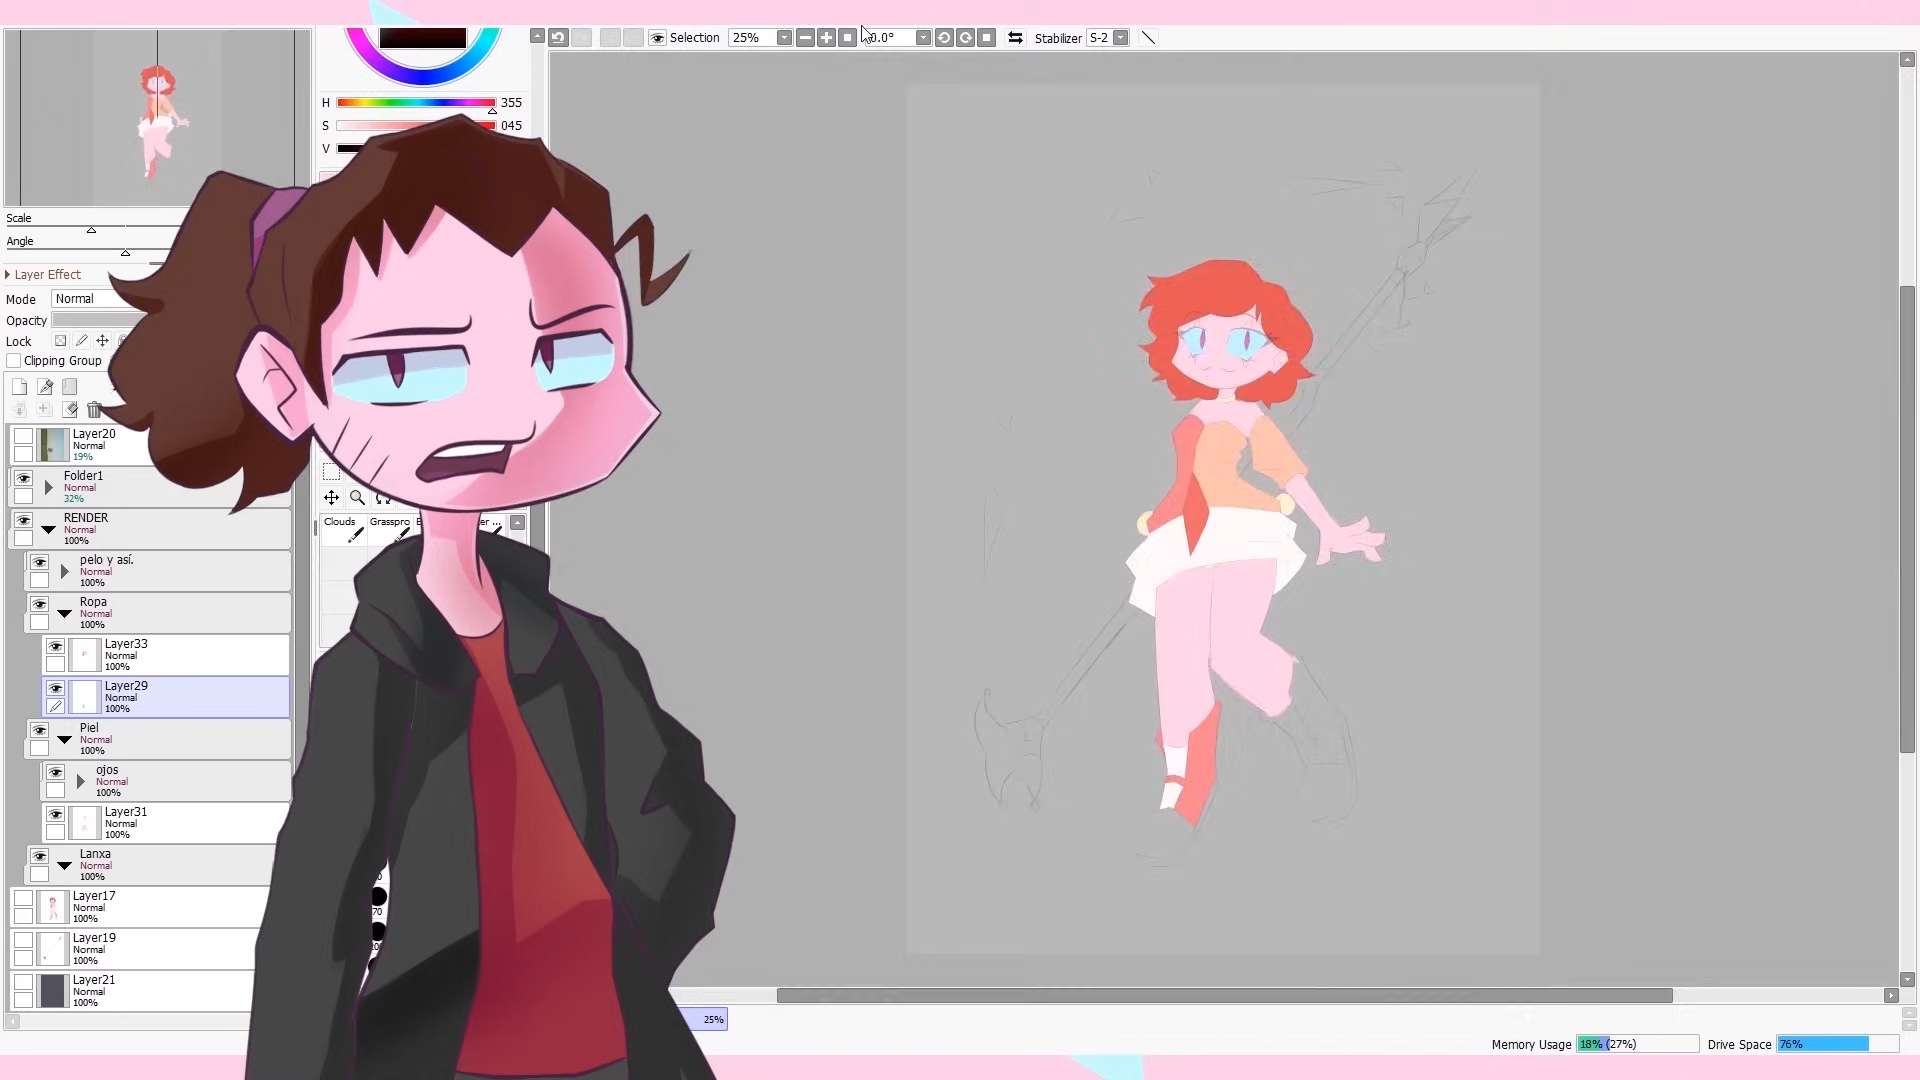 Selection 25% 0.0° Stabilizer S-2
H 355
S 045
V
Scale
Angle
Layer Effect
Mode Normal
Opacity
Lock
Clipping Group
Layer20
Normal
19%
Folder1
Normal
32%
RENDER
Normal
100%
pelo y así.
Normal
100%
Ropa
Normal
100%
Layer33
Normal
100%
Layer29
Normal
100%
Piel
Normal
100%
ojos
Normal
100%
Layer31
Normal
100%
Lanxa
Normal
100%
Layer17
Normal
100%
Layer19
Normal
100%
Layer21
Normal
100%
Clouds Grasspro
70
25%
Memory Usage 18% (27%) Drive Space 76%